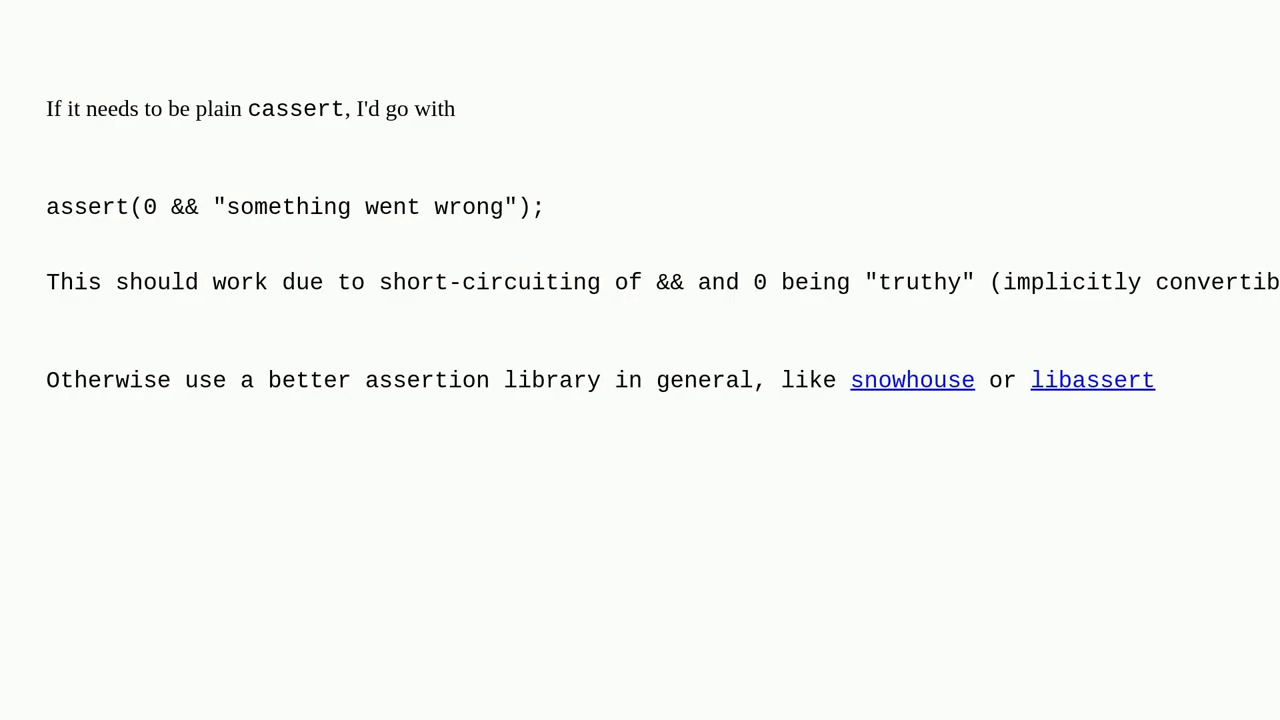 If it needs to be plain cassert, I'd go with
assert(0 && "something went wrong");
This should work due to short-circuiting of && and 0 being "truthy" (implicitly convertib
Otherwise use a better assertion library in general, like snowhouse or libassert